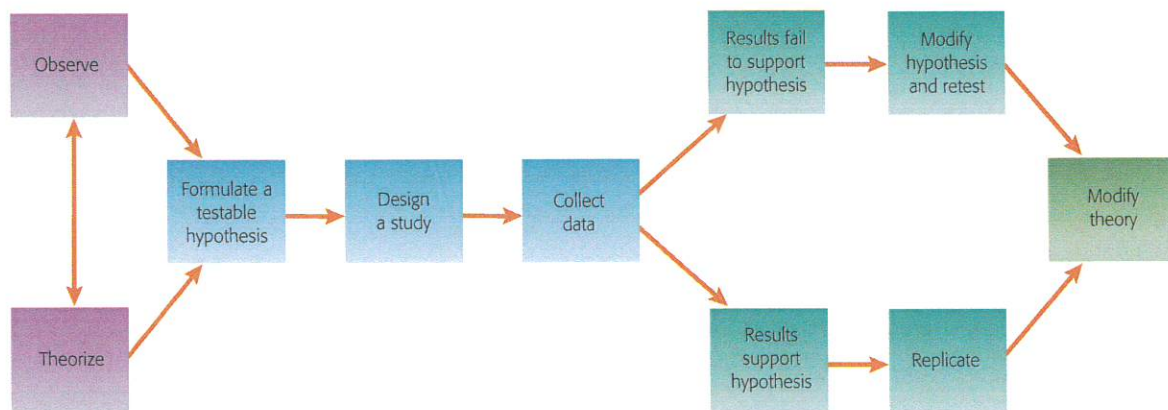 Observe
Theorize
Formulate a
testable
hypothesis
Design
a study
Collect
data
Results fail
to support
hypothesis
Modify
hypothesis
and retest
Results
support
hypothesis
Replicate
Modify
theory